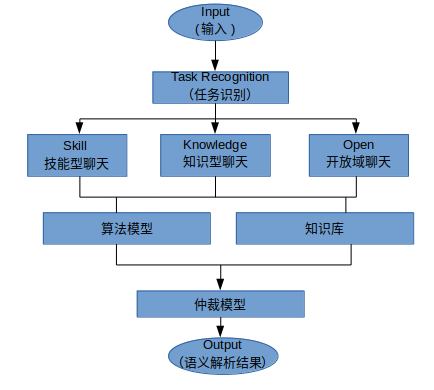 Input
(输入)
Task Recognition
（任务识别）
Skill
技能型聊天
Knowledge
知识型聊天
Open
开放域聊天
算法模型
知识库
仲裁模型
Output
（语义解析结果）